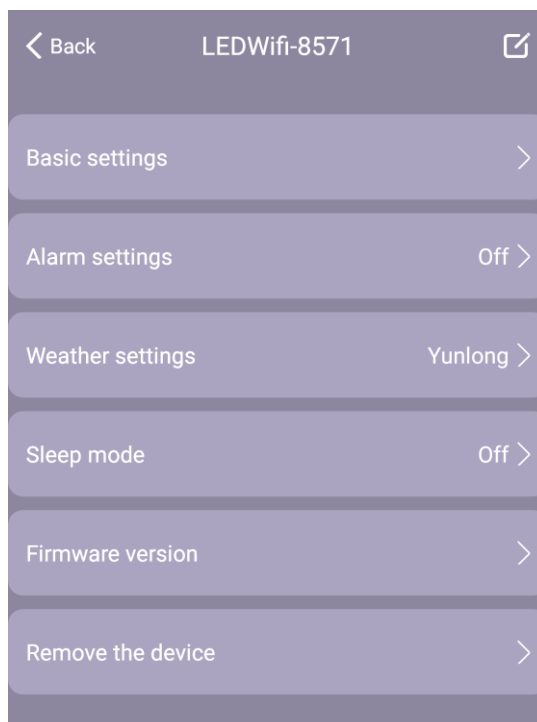 Back LEDWifi-8571
Basic settings
Alarm settings Off
Weather settings Yunlong
Sleep mode Off
Firmware version
Remove the device